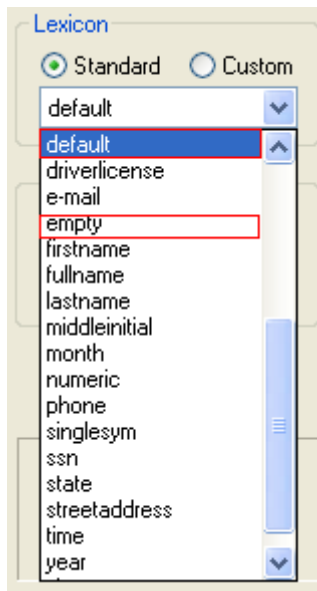 Lexicon
Standard Custom
default
default
driverlicense
e-mail
empty
firstname
fullname
lastname
middleinitial
month
numeric
phone
singlesym
ssn
state
streetaddress
time
year